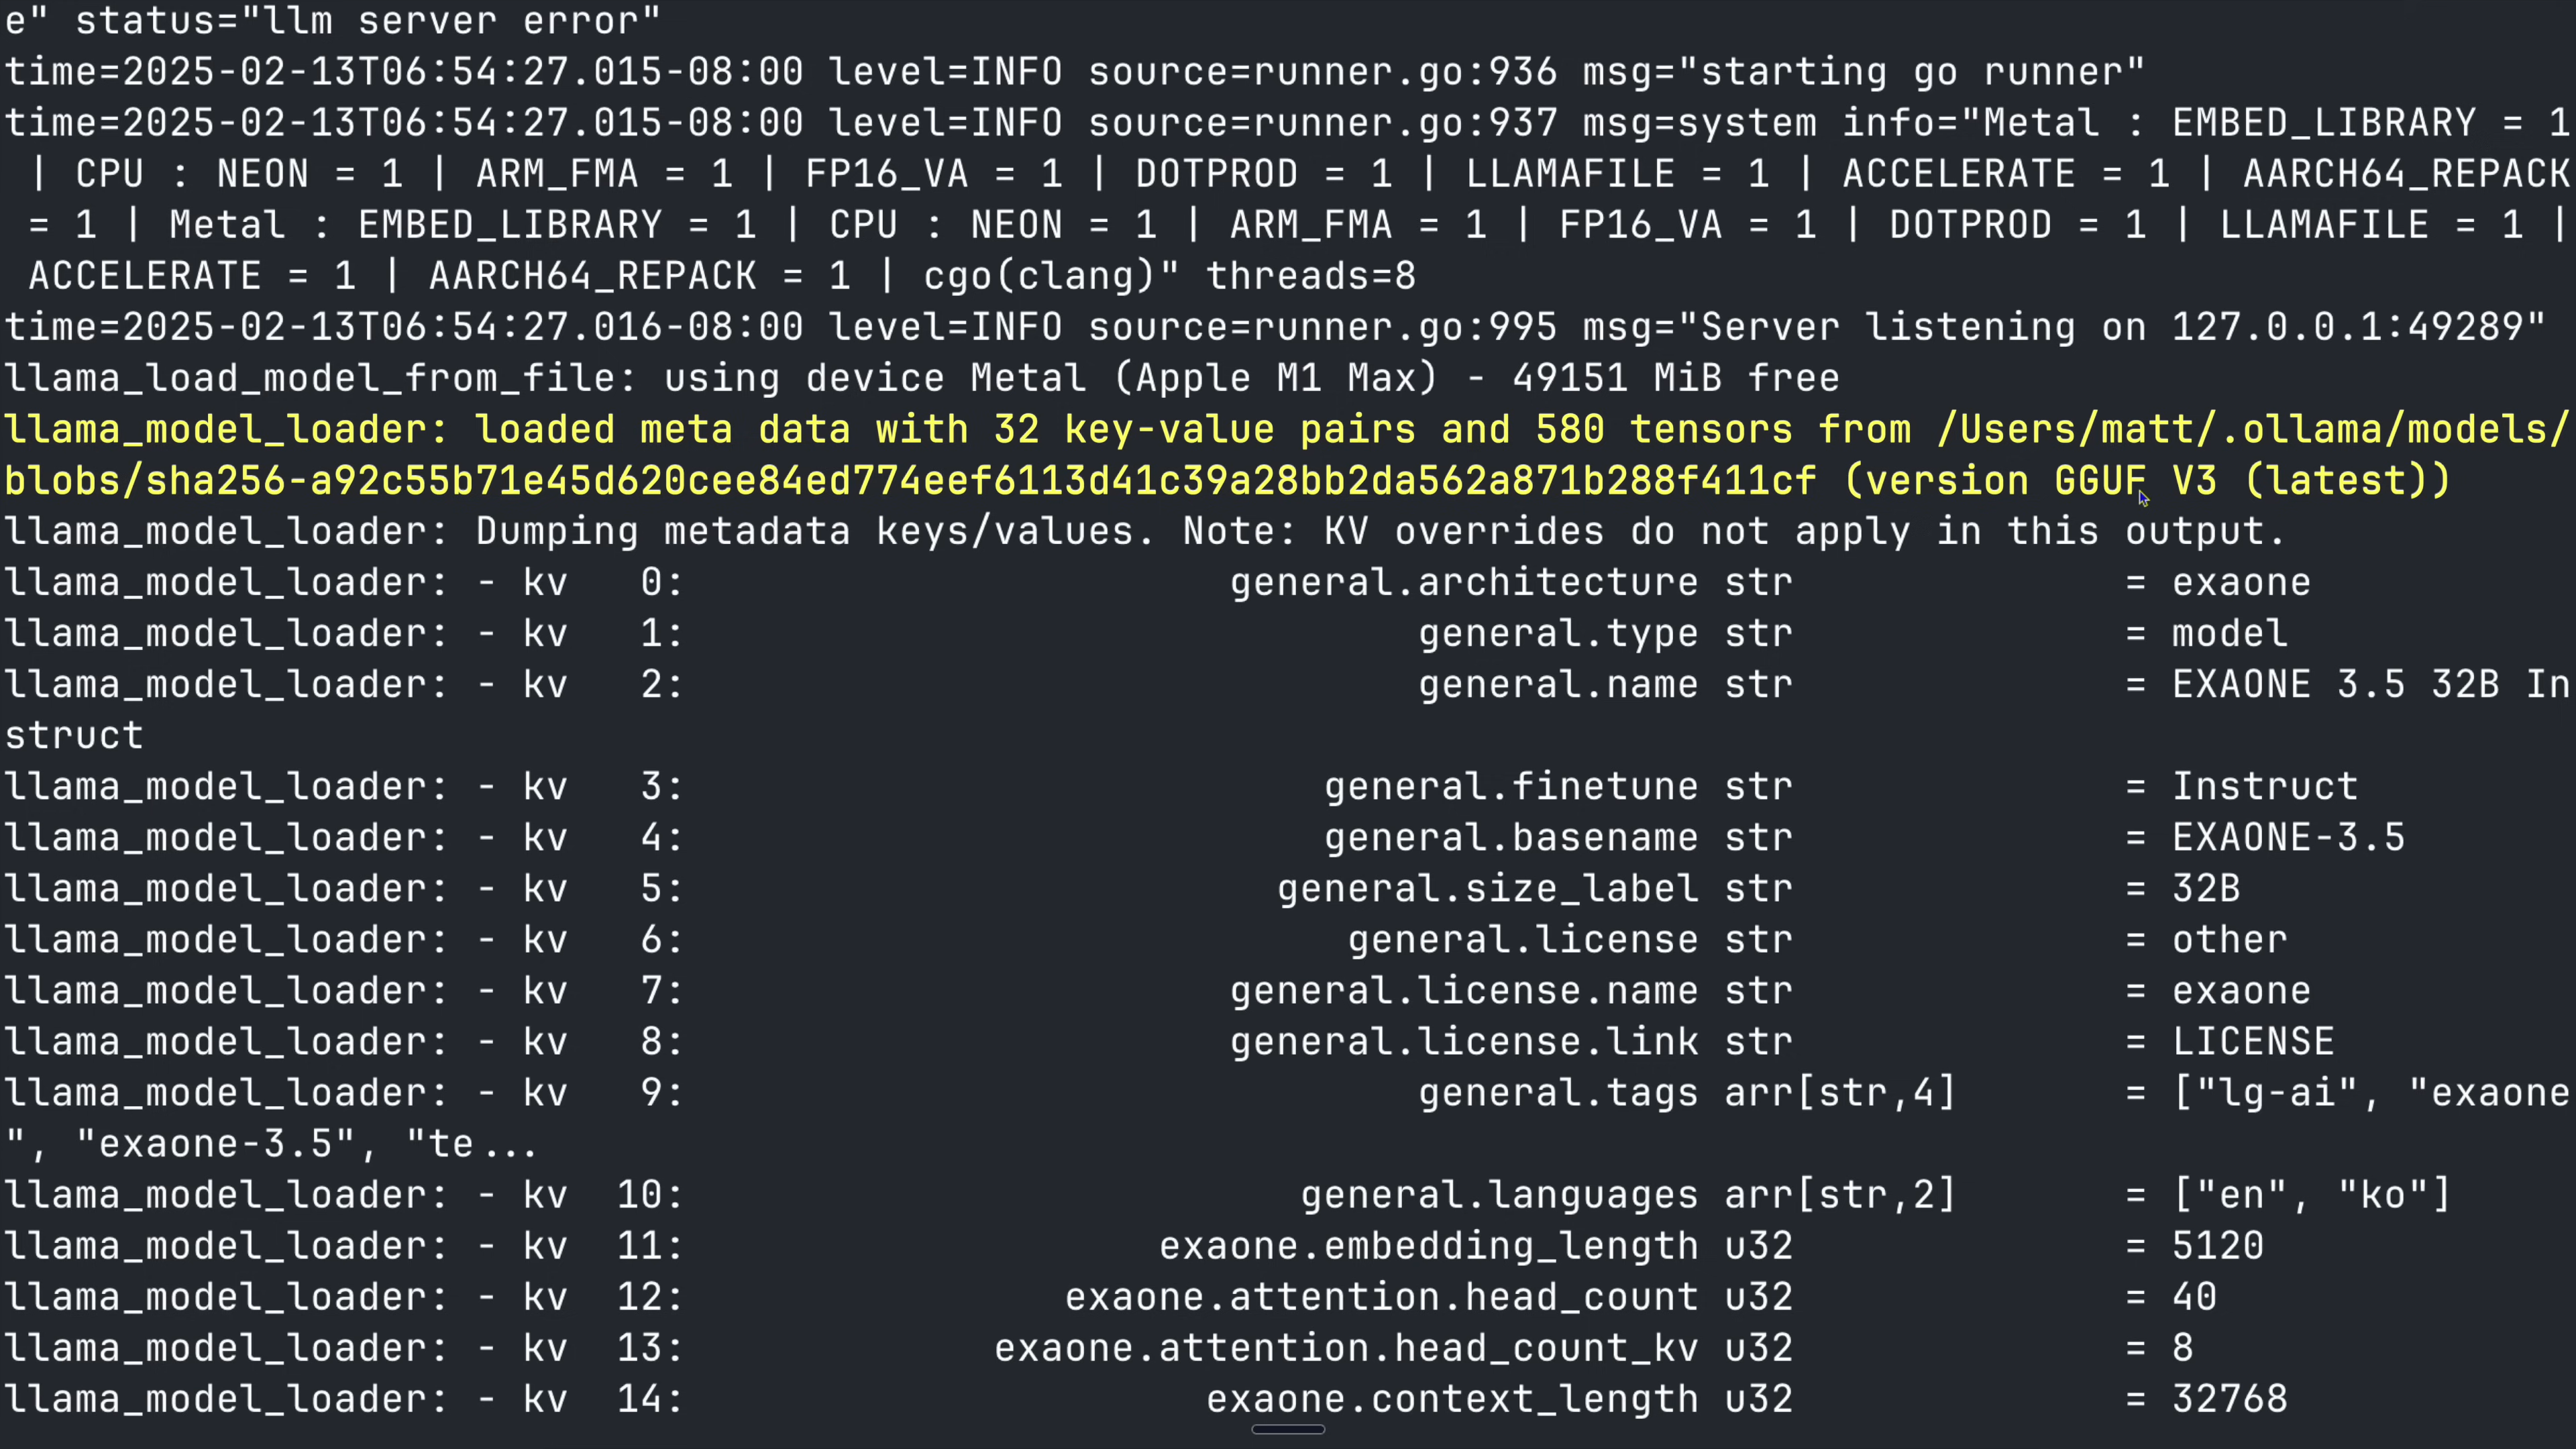 e" status="llm server error"
time=2025-02-13T06:54:27.015-08:00 level=INFO source=runner.go:936 msg="starting go runner"
time=2025-02-13T06:54:27.015-08:00 level=INFO source=runner.go:937 msg=system info="Metal : EMBED_LIBRARY = 1
| CPU : NEON = 1 | ARM_FMA = 1 | FP16_VA = 1 | DOTPROD = 1 | LLAMAFILE = 1 | ACCELERATE = 1 | AARCH64_REPACK
= 1 | Metal : EMBED_LIBRARY = 1 | CPU : NEON = 1 | ARM_FMA = 1 | FP16_VA = 1 | DOTPROD = 1 | LLAMAFILE = 1 |
ACCELERATE = 1 | AARCH64_REPACK = 1 | cgo(clang)" threads=8
time=2025-02-13T06:54:27.016-08:00 level=INFO source=runner.go:995 msg="Server listening on 127.0.0.1:49289"
llama_load_model_from_file: using device Metal (Apple M1 Max) - 49151 MiB free
llama_model_loader: loaded meta data with 32 key-value pairs and 580 tensors from /Users/matt/.ollama/models/
blobs/sha256-a92c55b71e45d620cee84ed774eef6113d41c39a28bb2da562a871b288f411cf (version GGUF V3 (latest))
llama_model_loader: Dumping metadata keys/values. Note: KV overrides do not apply in this output.
llama_model_loader: - kv 0: general.architecture str = exaone
llama_model_loader: - kv 1: general.type str = model
llama_model_loader: - kv 2: general.name str = EXAONE 3.5 32B In
struct
llama_model_loader: - kv 3: general.finetune str = Instruct
llama_model_loader: - kv 4: general.basename str = EXAONE-3.5
llama_model_loader: - kv 5: general.size_label str = 32B
llama_model_loader: - kv 6: general.license str = other
llama_model_loader: - kv 7: general.license.name str = exaone
llama_model_loader: - kv 8: general.license.link str = LICENSE
llama_model_loader: - kv 9: general.tags arr[str,4] = ["lg-ai", "exaone
", "exaone-3.5", "te...
llama_model_loader: - kv 10: general.languages arr[str,2] = ["en", "ko"]
llama_model_loader: - kv 11: exaone.embedding_length u32 = 5120
llama_model_loader: - kv 12: exaone.attention.head_count u32 = 40
llama_model_loader: - kv 13: exaone.attention.head_count_kv u32 = 8
llama_model_loader: - kv 14: exaone.context_length u32 = 32768